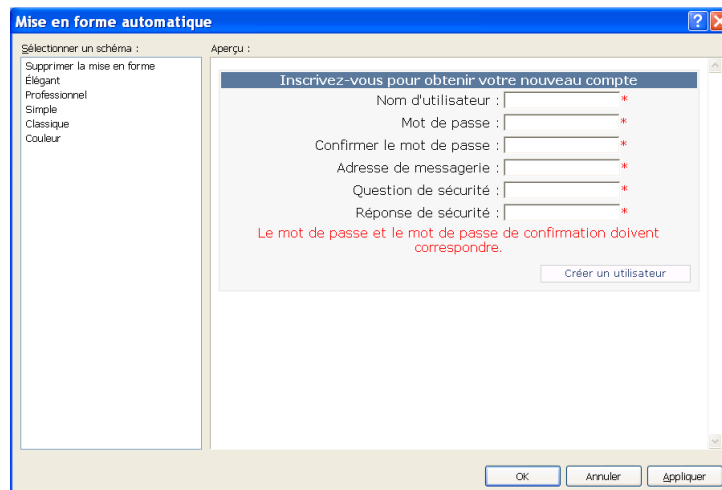 Mise en forme automatique
Sélectionner un schéma :
Supprimer la mise en forme
Élégant
Professionnel
Simple
Classique
Couleur
Aperçu :
Inscrivez-vous pour obtenir votre nouveau compte
Nom d'utilisateur : *
Mot de passe : *
Confirmer le mot de passe : *
Adresse de messagerie : *
Question de sécurité : *
Réponse de sécurité : *
Le mot de passe et le mot de passe de confirmation doivent
correspondre.
Créer un utilisateur
OK Annuler Appliquer